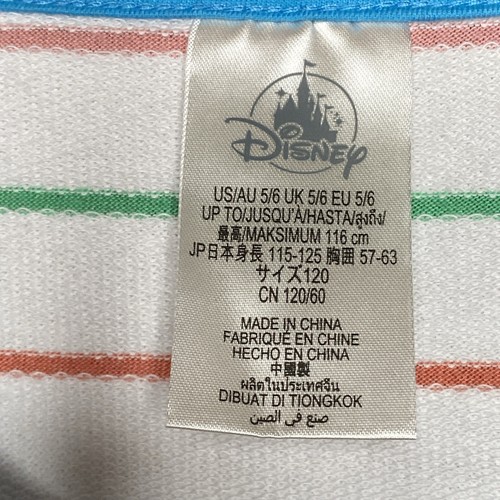 Disney
US/AU 5/6 UK 5/6 EU 5/6
UP TO/JUSQU'À/HASTA/สูงถึง/
最高/MAKSIMUM 116 cm
JP日本身長 115-125 胸囲 57-63
サイズ120
CN 120/60
MADE IN CHINA
FABRIQUÉ EN CHINE
HECHO EN CHINA
中國製
ผลิตในประเทศจีน
DIBUAT DI TIONGKOK
صنع في الصين